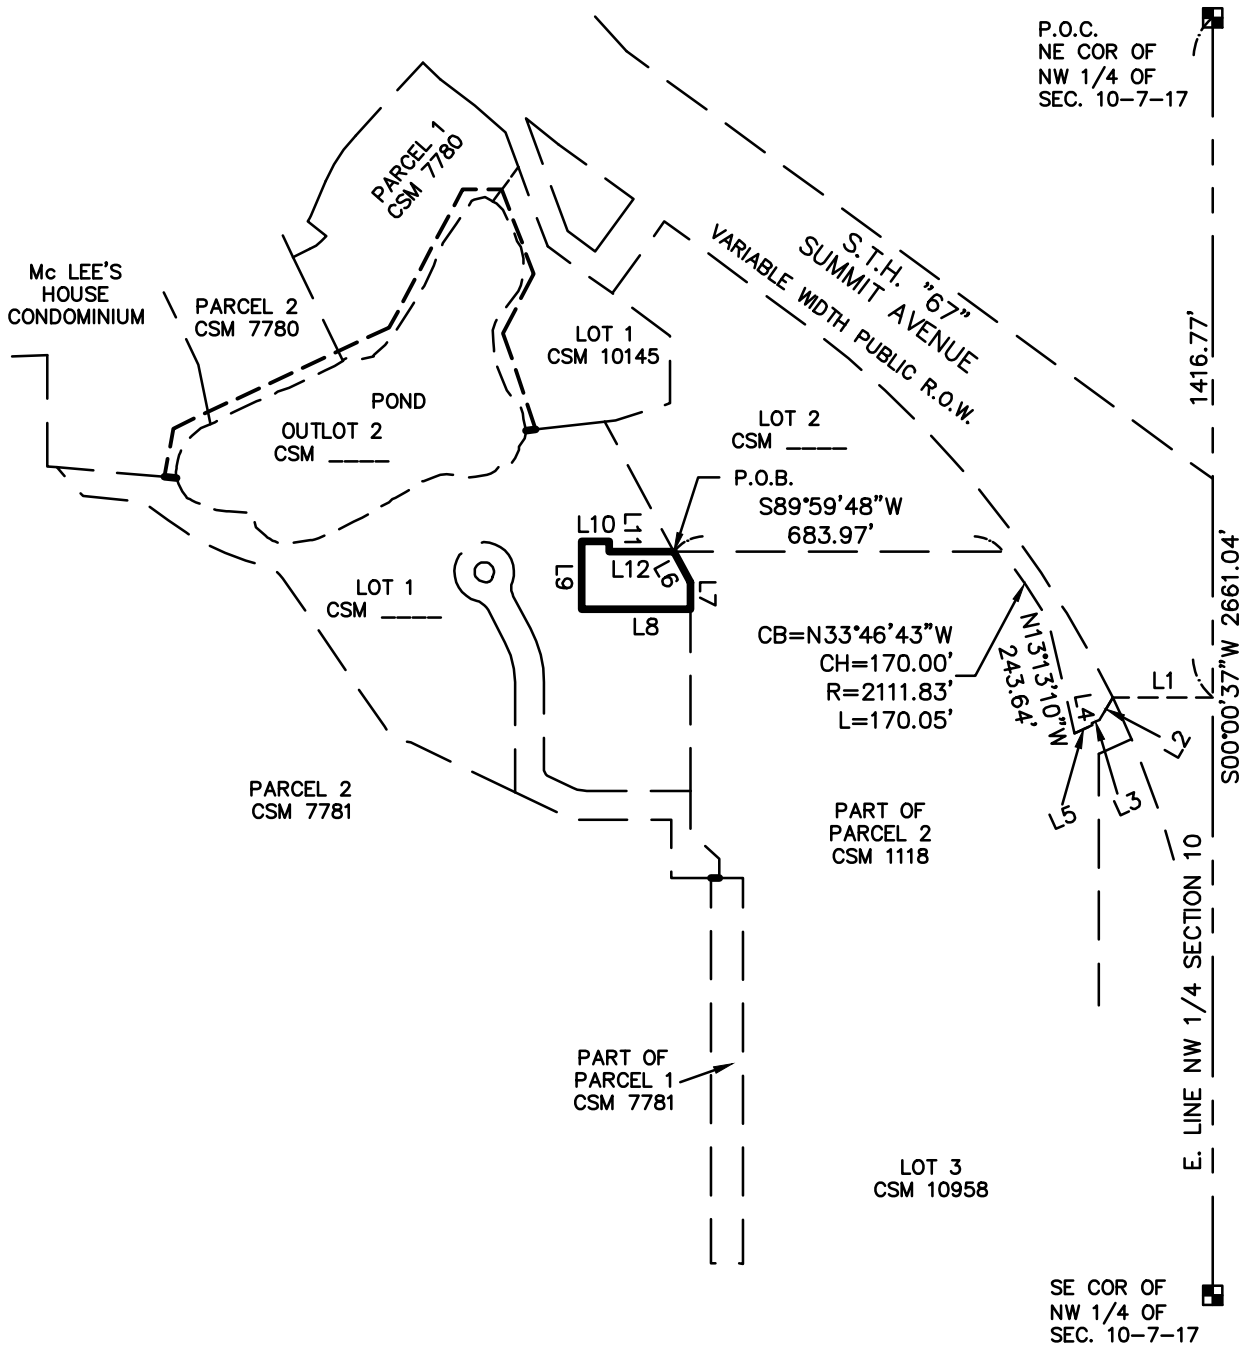 P.O.C.
NE COR OF
NW 1/4 OF
SEC. 10-7-17
PARCEL 1
CSM 7780
Mc LEE'S
HOUSE
CONDOMINIUM
PARCEL 2
CSM 7780
S.T.H. "67"
SUMMIT AVENUE
VARIABLE WIDTH PUBLIC R.O.W.
1416.77'
LOT 1
CSM 10145
POND
OUTLOT 2
CSM ____
LOT 2
CSM ____
P.O.B.
S89°59'48"W
683.97'
L10
L11
L12
L6
L9
L7
L8
LOT 1
CSM ____
CB=N33°46'43"W
CH=170.00'
R=2111.83'
L=170.05'
N13°13'10"W
243.64'
L1
L4
L2
L5
L3
S00°00'37"W 2661.04'
PARCEL 2
CSM 7781
PART OF
PARCEL 2
CSM 1118
E. LINE NW 1/4 SECTION 10
PART OF
PARCEL 1
CSM 7781
LOT 3
CSM 10958
SE COR OF
NW 1/4 OF
SEC. 10-7-17